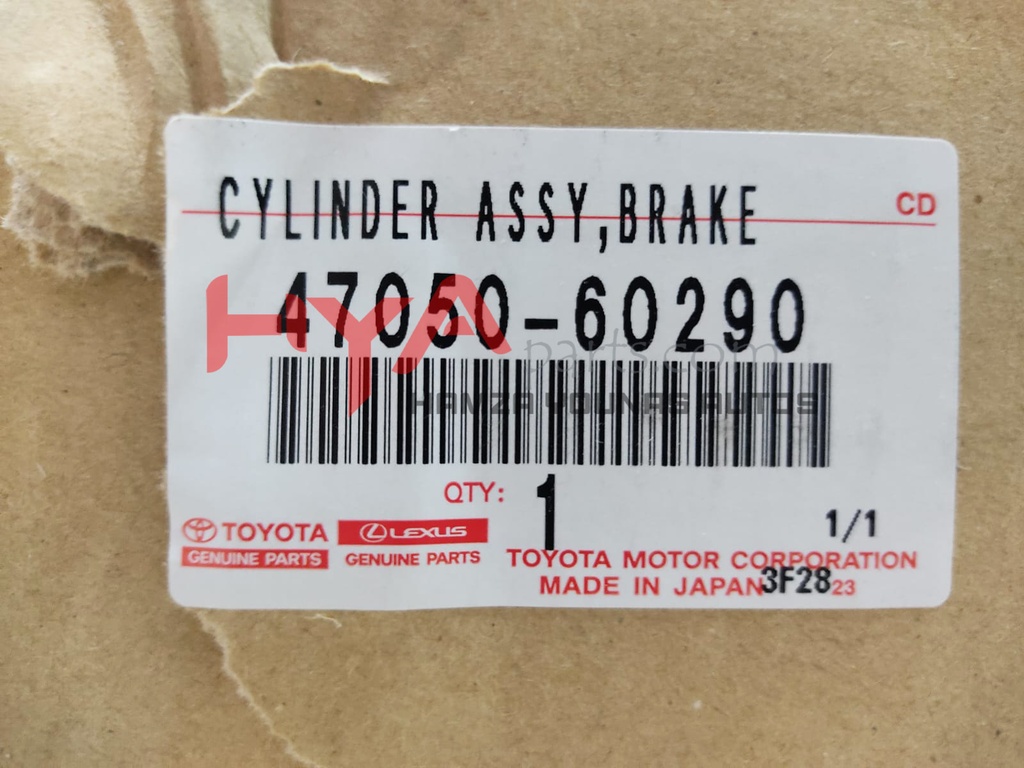 CYLINDER ASSY,BRAKE
CD
47050-60290
HYA parts.com
HAMZA YOUNAS AUTOS
QTY: 1
1/1
TOYOTA
GENUINE PARTS
LEXUS
GENUINE PARTS
TOYOTA MOTOR CORPORATION
MADE IN JAPAN 3F28 23